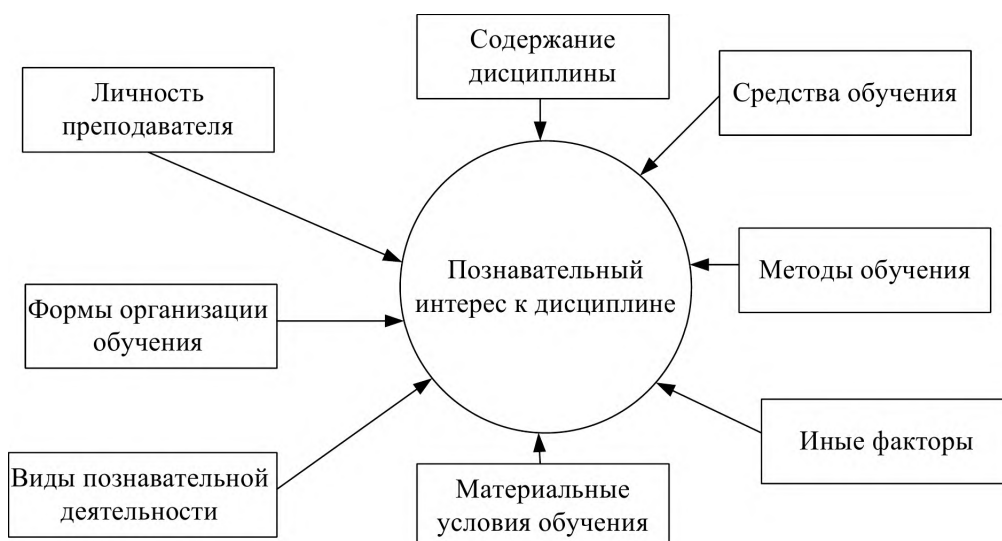 Содержание
дисциплины
Личность
преподавателя
Средства обучения
Познавательный
интерес к дисциплине
Методы обучения
Формы организации
обучения
Иные факторы
Виды познавательной
деятельности
Материальные
условия обучения